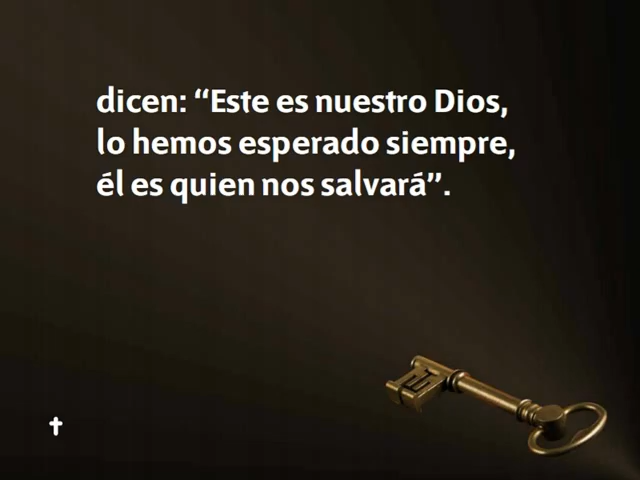 dicen: “Este es nuestro Dios,
lo hemos esperado siempre,
él es quien nos salvará”.